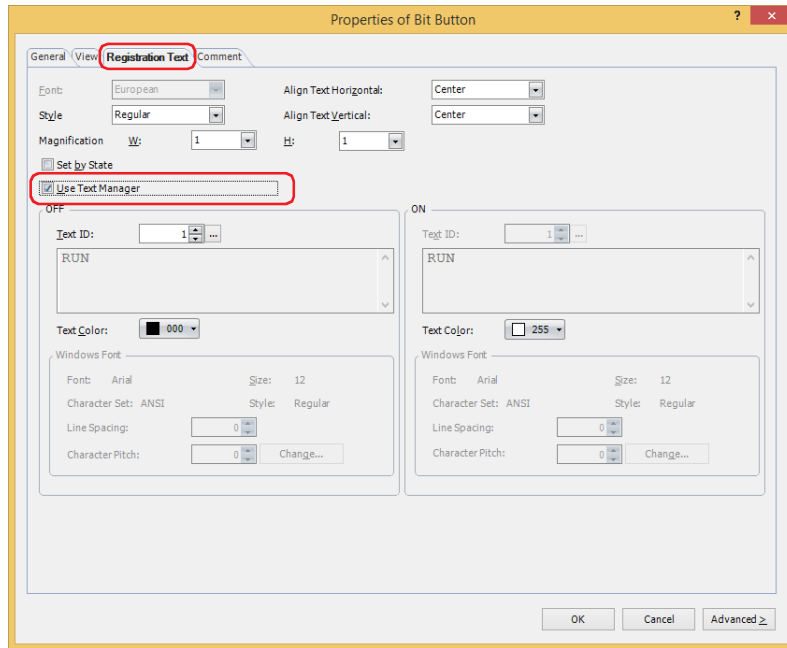 Properties of Bit Button
? ×
General View Registration Text Comment
Font: European Align Text Horizontal: Center
Style Regular Align Text Vertical: Center
Magnification W: 1 H: 1
Set by State
Use Text Manager
OFF ON
Text ID: 1 ... Text ID: 1 ...
RUN RUN
Text Color: 000 Text Color: 255
Windows Font Windows Font
Font: Arial Size: 12 Font: Arial Size: 12
Character Set: ANSI Style: Regular Character Set: ANSI Style: Regular
Line Spacing: 0 Line Spacing: 0
Character Pitch: 0 Change... Character Pitch: 0 Change...
OK Cancel Advanced >